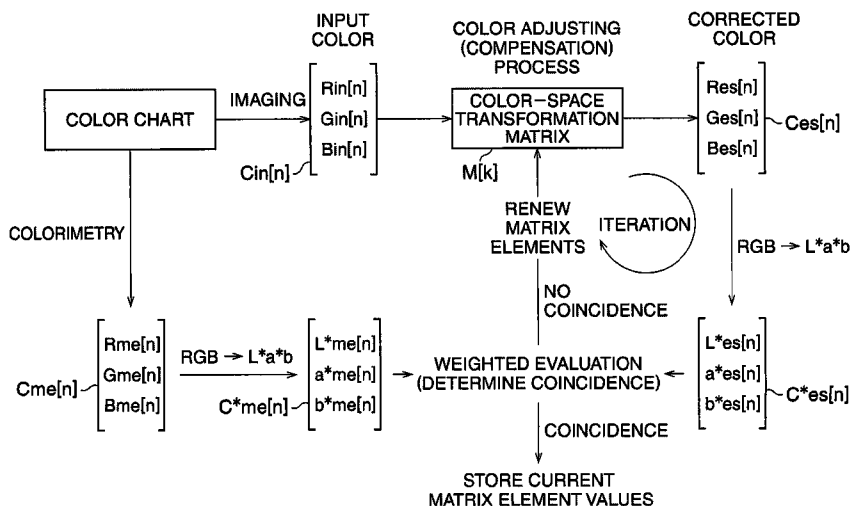 INPUT
COLOR
COLOR ADJUSTING
(COMPENSATION)
PROCESS
CORRECTED
COLOR
COLOR CHART
IMAGING
Rin[n]
Gin[n]
Bin[n]
Cin[n]
COLOR-SPACE
TRANSFORMATION
MATRIX
M[k]
Res[n]
Ges[n]
Bes[n]
Ces[n]
COLORIMETRY
RENEW
MATRIX
ELEMENTS
ITERATION
RGB → L*a*b
NO
COINCIDENCE
Rme[n]
Gme[n]
Bme[n]
Cme[n]
RGB → L*a*b
L*me[n]
a*me[n]
b*me[n]
C*me[n]
WEIGHTED EVALUATION
(DETERMINE COINCIDENCE)
L*es[n]
a*es[n]
b*es[n]
C*es[n]
COINCIDENCE
STORE CURRENT
MATRIX ELEMENT VALUES